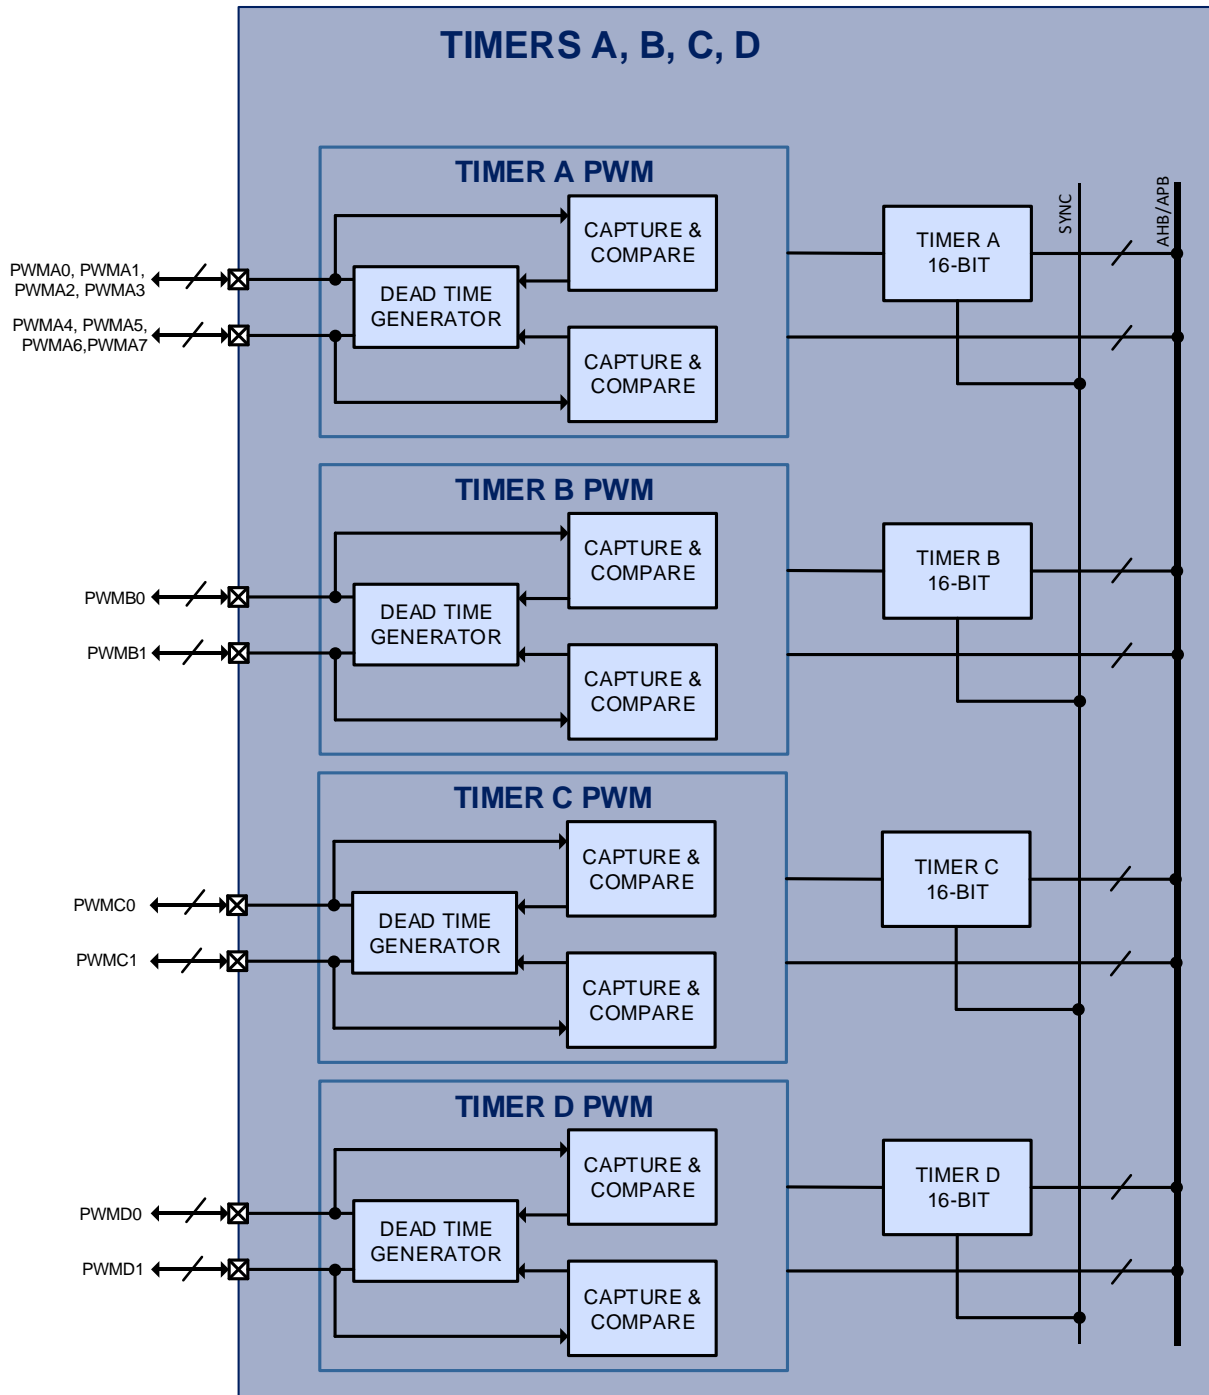 TIMERS A, B, C, D
TIMER A PWM
CAPTURE &
COMPARE
DEAD TIME
GENERATOR
CAPTURE &
COMPARE
PWMA0, PWMA1,
PWMA2, PWMA3
PWMA4, PWMA5,
PWMA6,PWMA7
TIMER A
16-BIT
SYNC
AHB/APB
TIMER B PWM
CAPTURE &
COMPARE
DEAD TIME
GENERATOR
CAPTURE &
COMPARE
PWMB0
PWMB1
TIMER B
16-BIT
TIMER C PWM
CAPTURE &
COMPARE
DEAD TIME
GENERATOR
CAPTURE &
COMPARE
PWMC0
PWMC1
TIMER C
16-BIT
TIMER D PWM
CAPTURE &
COMPARE
DEAD TIME
GENERATOR
CAPTURE &
COMPARE
PWMD0
PWMD1
TIMER D
16-BIT